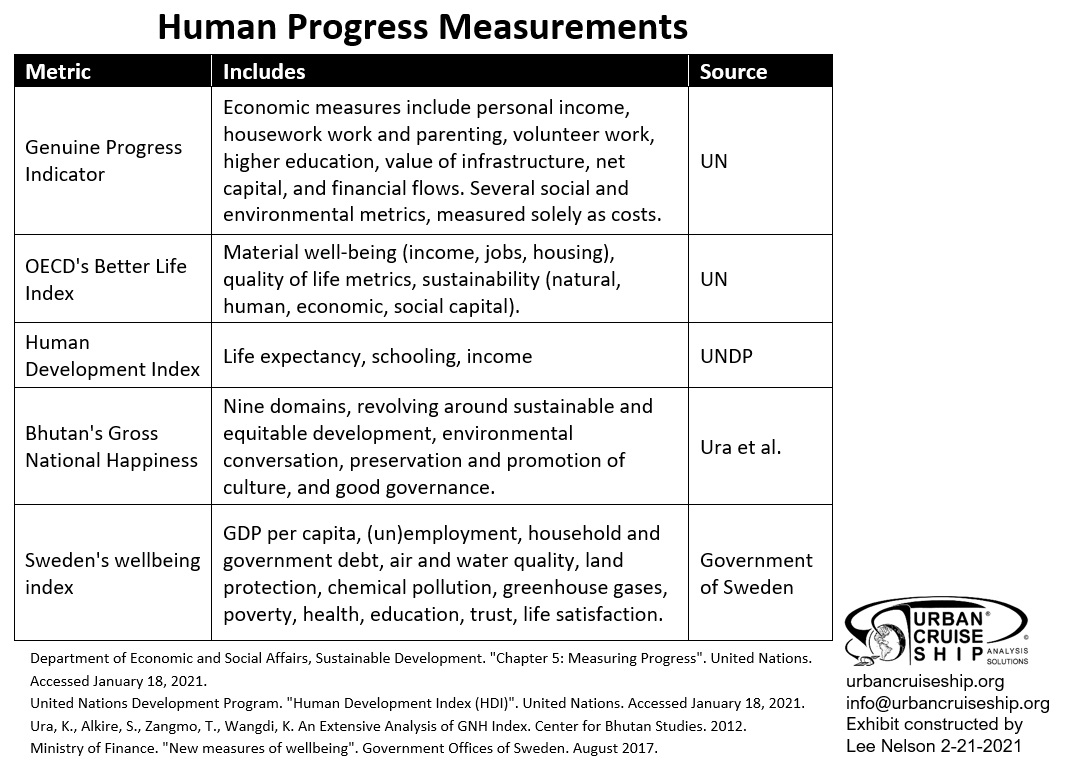 Human Progress Measurements
Metric
Includes
Source
Genuine Progress
Indicator
Economic measures include personal income,
housework work and parenting, volunteer work,
higher education, value of infrastructure, net
capital, and financial flows. Several social and
environmental metrics, measured solely as costs.
UN
OECD's Better Life
Index
Material well-being (income, jobs, housing),
quality of life metrics, sustainability (natural,
human, economic, social capital).
UN
Human
Development Index
Life expectancy, schooling, income
UNDP
Bhutan's Gross
National Happiness
Nine domains, revolving around sustainable and
equitable development, environmental
conversation, preservation and promotion of
culture, and good governance.
Ura et al.
Sweden's wellbeing
index
GDP per capita, (un)employment, household and
government debt, air and water quality, land
protection, chemical pollution, greenhouse gases,
poverty, health, education, trust, life satisfaction.
Government
of Sweden
Department of Economic and Social Affairs, Sustainable Development. "Chapter 5: Measuring Progress". United Nations.
Accessed January 18, 2021.
United Nations Development Program. "Human Development Index (HDI)". United Nations. Accessed January 18, 2021.
Ura, K., Alkire, S., Zangmo, T., Wangdi, K. An Extensive Analysis of GNH Index. Center for Bhutan Studies. 2012.
Ministry of Finance. "New measures of wellbeing". Government Offices of Sweden. August 2017.
URBAN®
CRUISE ©
SHIP ANALYSIS
SOLUTIONS
urbancruiseship.org
info@urbancruiseship.org
Exhibit constructed by
Lee Nelson 2-21-2021